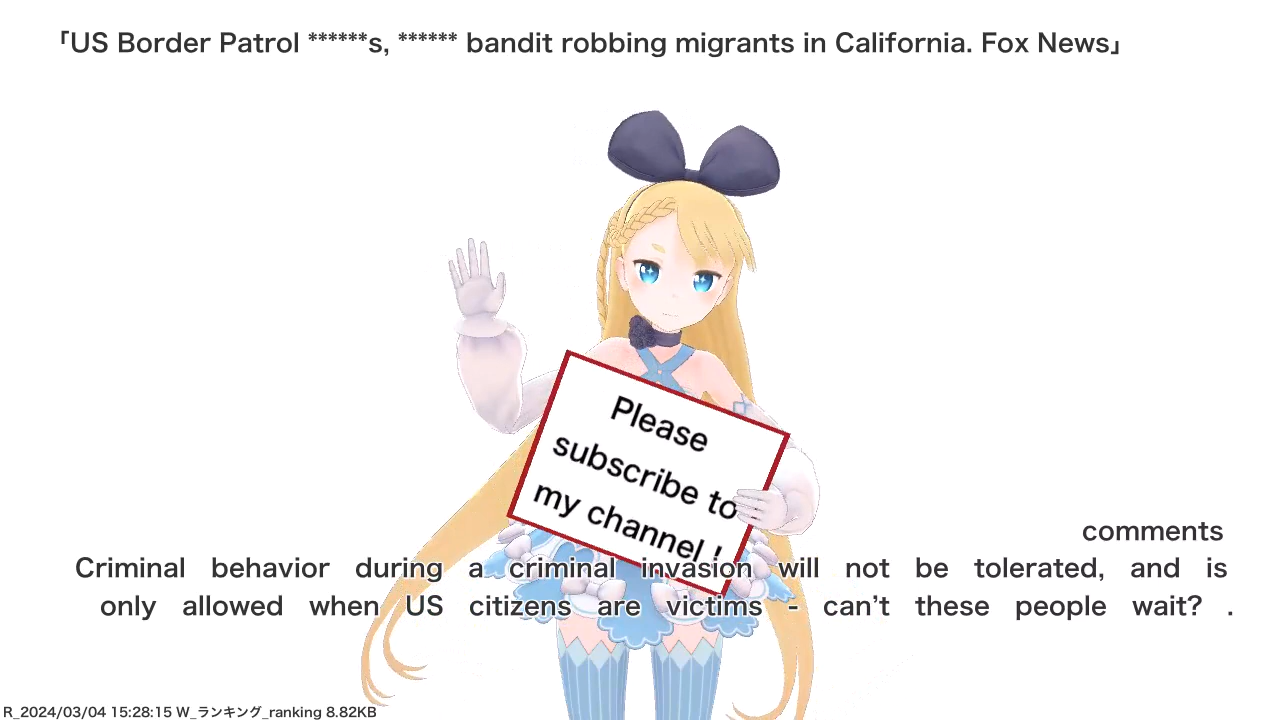 「US Border Patrol ******s, ****** bandit robbing migrants in California. Fox News」
Please
subscribe to
my channel !
comments
Criminal behavior during a criminal invasion will not be tolerated, and is
only allowed when US citizens are victims - can't these people wait? .
R_2024/03/04 15:28:15 W_ランキング_ranking 8.82KB